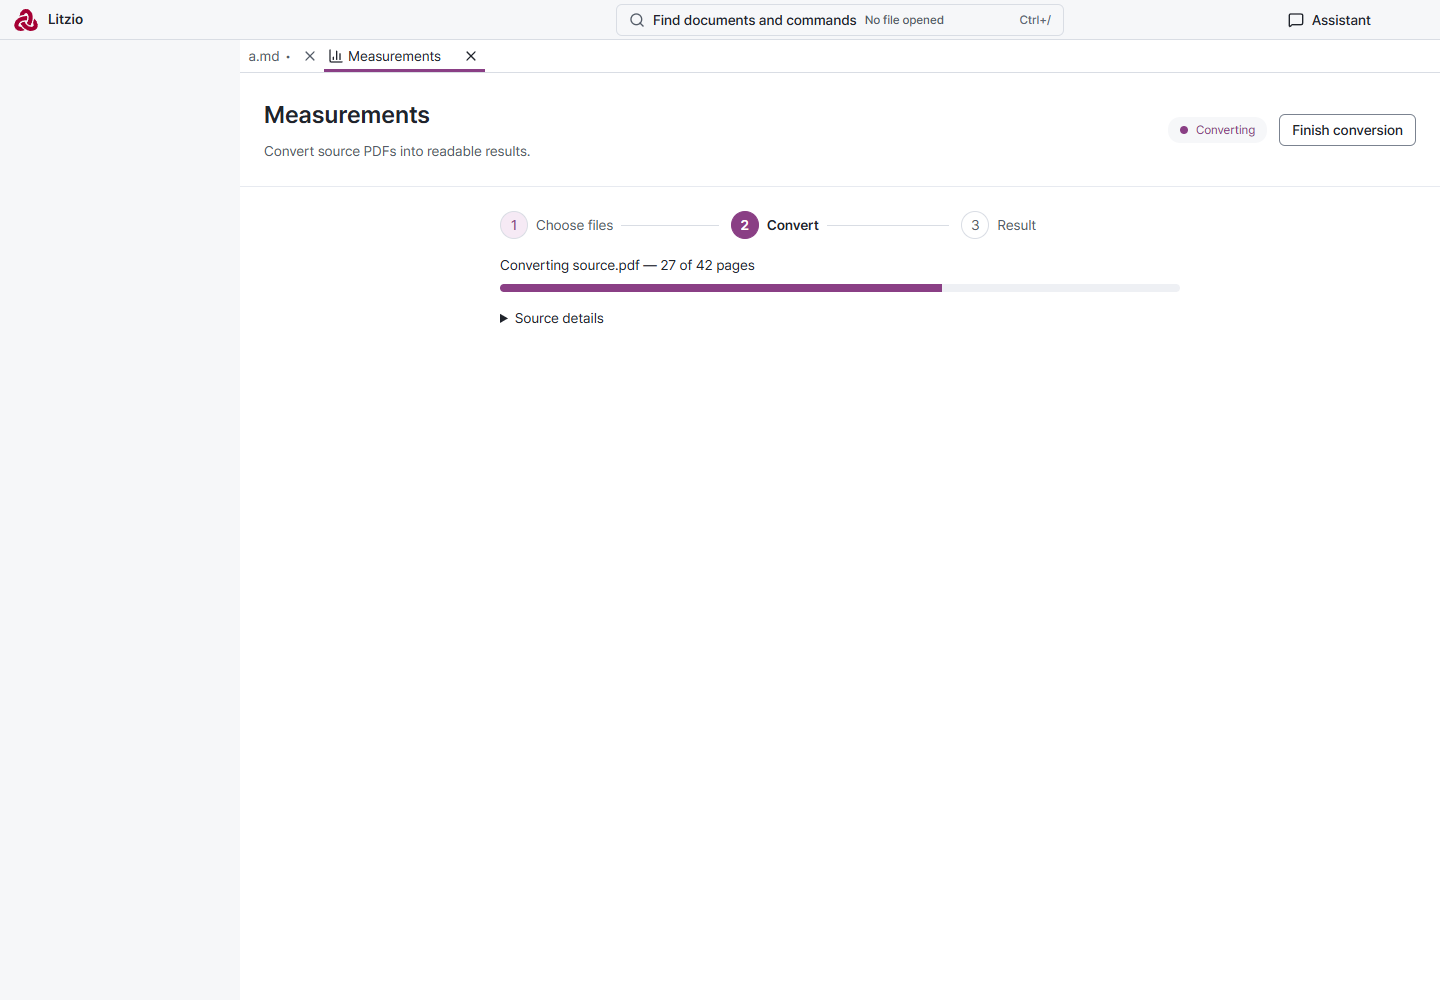 Litzio
Find documents and commands No file opened Ctrl+/
Assistant
a.md •
Measurements
Measurements
Convert source PDFs into readable results.
Converting
Finish conversion
1 Choose files
2 Convert
3 Result
Converting source.pdf — 27 of 42 pages
Source details